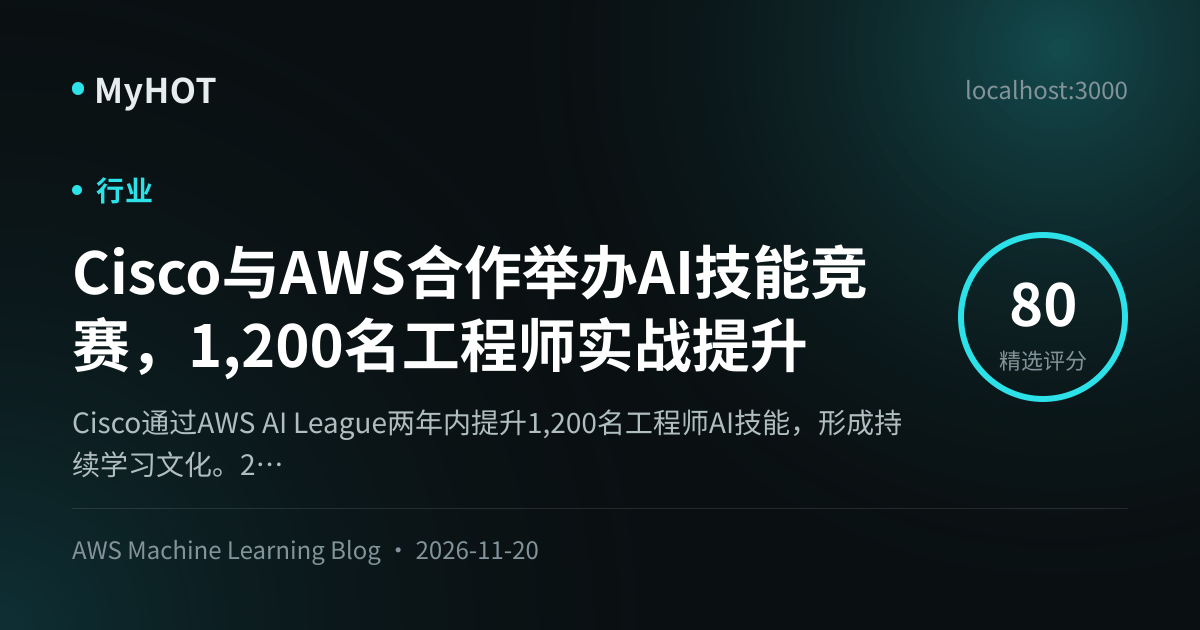 MyHOT
localhost:3000
行业
Cisco与AWS合作举办AI技能竞
赛，1,200名工程师实战提升
80
精选评分
Cisco通过AWS AI League两年内提升1,200名工程师AI技能，形成持
续学习文化。2…
AWS Machine Learning Blog • 2026-11-20